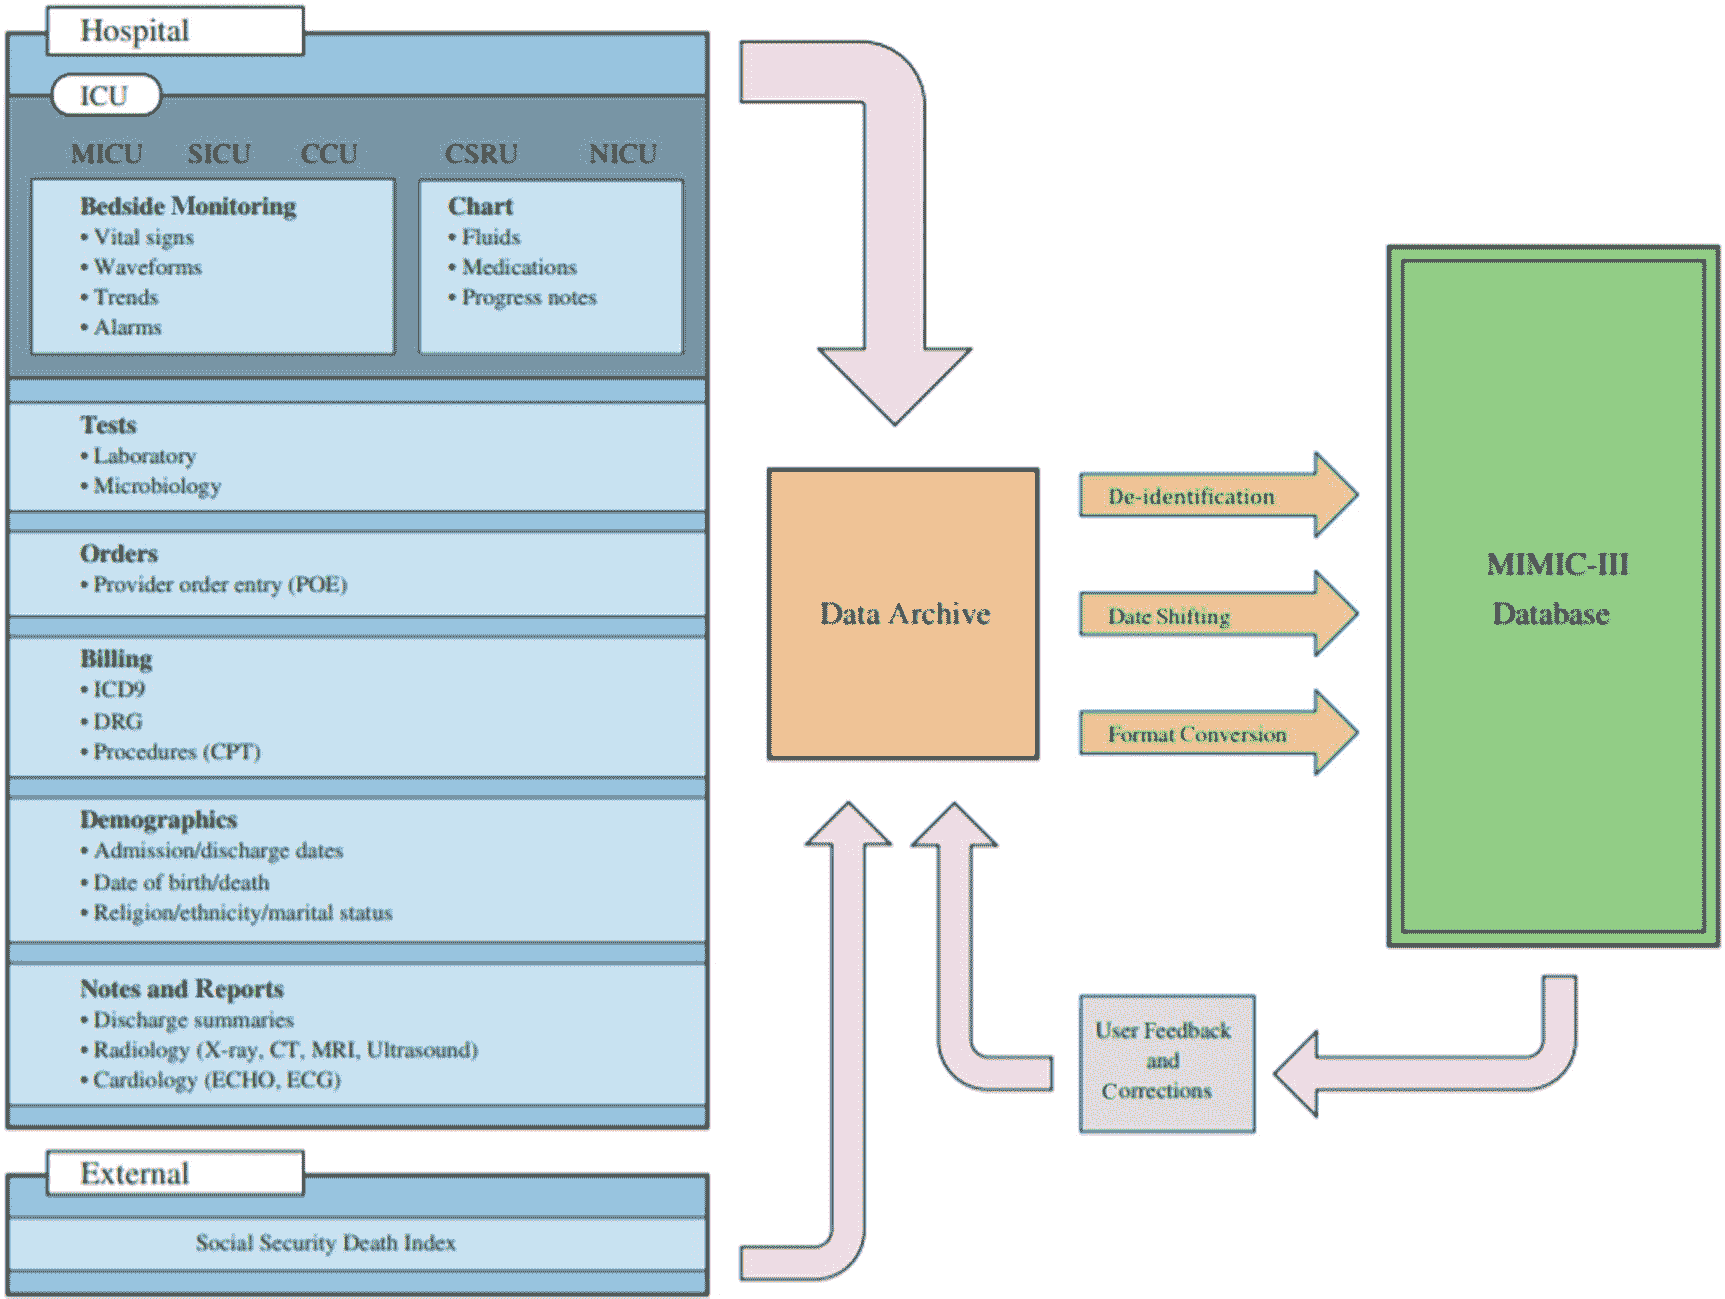 Hospital
ICU
MICU SICU CCU CSRU NICU
Bedside Monitoring
• Vital signs
• Waveforms
• Trends
• Alarms
Chart
• Fluids
• Medications
• Progress notes
Tests
• Laboratory
• Microbiology
Orders
• Provider order entry (POE)
Billing
• ICD9
• DRG
• Procedures (CPT)
Demographics
• Admission/discharge dates
• Date of birth/death
• Religion/ethnicity/marital status
Notes and Reports
• Discharge summaries
• Radiology (X-ray, CT, MRI, Ultrasound)
• Cardiology (ECHO, ECG)
External
Social Security Death Index
Data Archive
De-identification
Date Shifting
Format Conversion
MIMIC-III
Database
User Feedback
and
Corrections